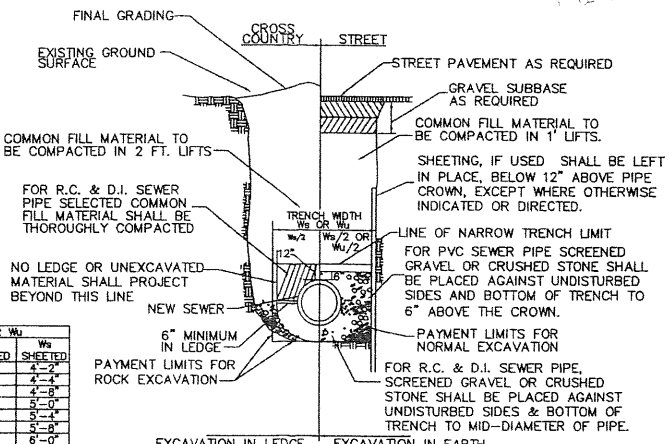 FINAL GRADING
CROSS COUNTRY
STREET
EXISTING GROUND
SURFACE
STREET PAVEMENT AS REQUIRED
GRAVEL SUBBASE
AS REQUIRED
COMMON FILL MATERIAL TO
BE COMPACTED IN 1' LIFTS.
COMMON FILL MATERIAL TO
BE COMPACTED IN 2 FT. LIFTS
SHEETING, IF USED SHALL BE LEFT
IN PLACE, BELOW 12" ABOVE PIPE
CROWN, EXCEPT WHERE OTHERWISE
INDICATED OR DIRECTED.
FOR R.C. & D.I. SEWER
PIPE SELECTED COMMON
FILL MATERIAL SHALL BE
THOROUGHLY COMPACTED
TRENCH WIDTH
Ws OR Wu
Ws/2
Ws/2 OR
Wu/2
LINE OF NARROW TRENCH LIMIT
12"
6"
FOR PVC SEWER PIPE SCREENED
GRAVEL OR CRUSHED STONE SHALL
BE PLACED AGAINST UNDISTURBED
SIDES AND BOTTOM OF TRENCH TO
6" ABOVE THE CROWN.
NO LEDGE OR UNEXCAVATED
MATERIAL SHALL PROJECT
BEYOND THIS LINE
NEW SEWER
6" MINIMUM
IN LEDGE
PAYMENT LIMITS FOR
ROCK EXCAVATION
PAYMENT LIMITS FOR
NORMAL EXCAVATION
FOR R.C. & D.I. SEWER PIPE,
SCREENED GRAVEL OR CRUSHED
STONE SHALL BE PLACED AGAINST
UNDISTURBED SIDES & BOTTOM OF
TRENCH TO MID-DIAMETER OF PIPE.
Wu
Ws
SHEETED
4'-2"
4'-4"
4'-8"
5'-0"
5'-4"
5'-8"
6'-0"
EXCAVATION IN LEDGE
EXCAVATION IN EARTH